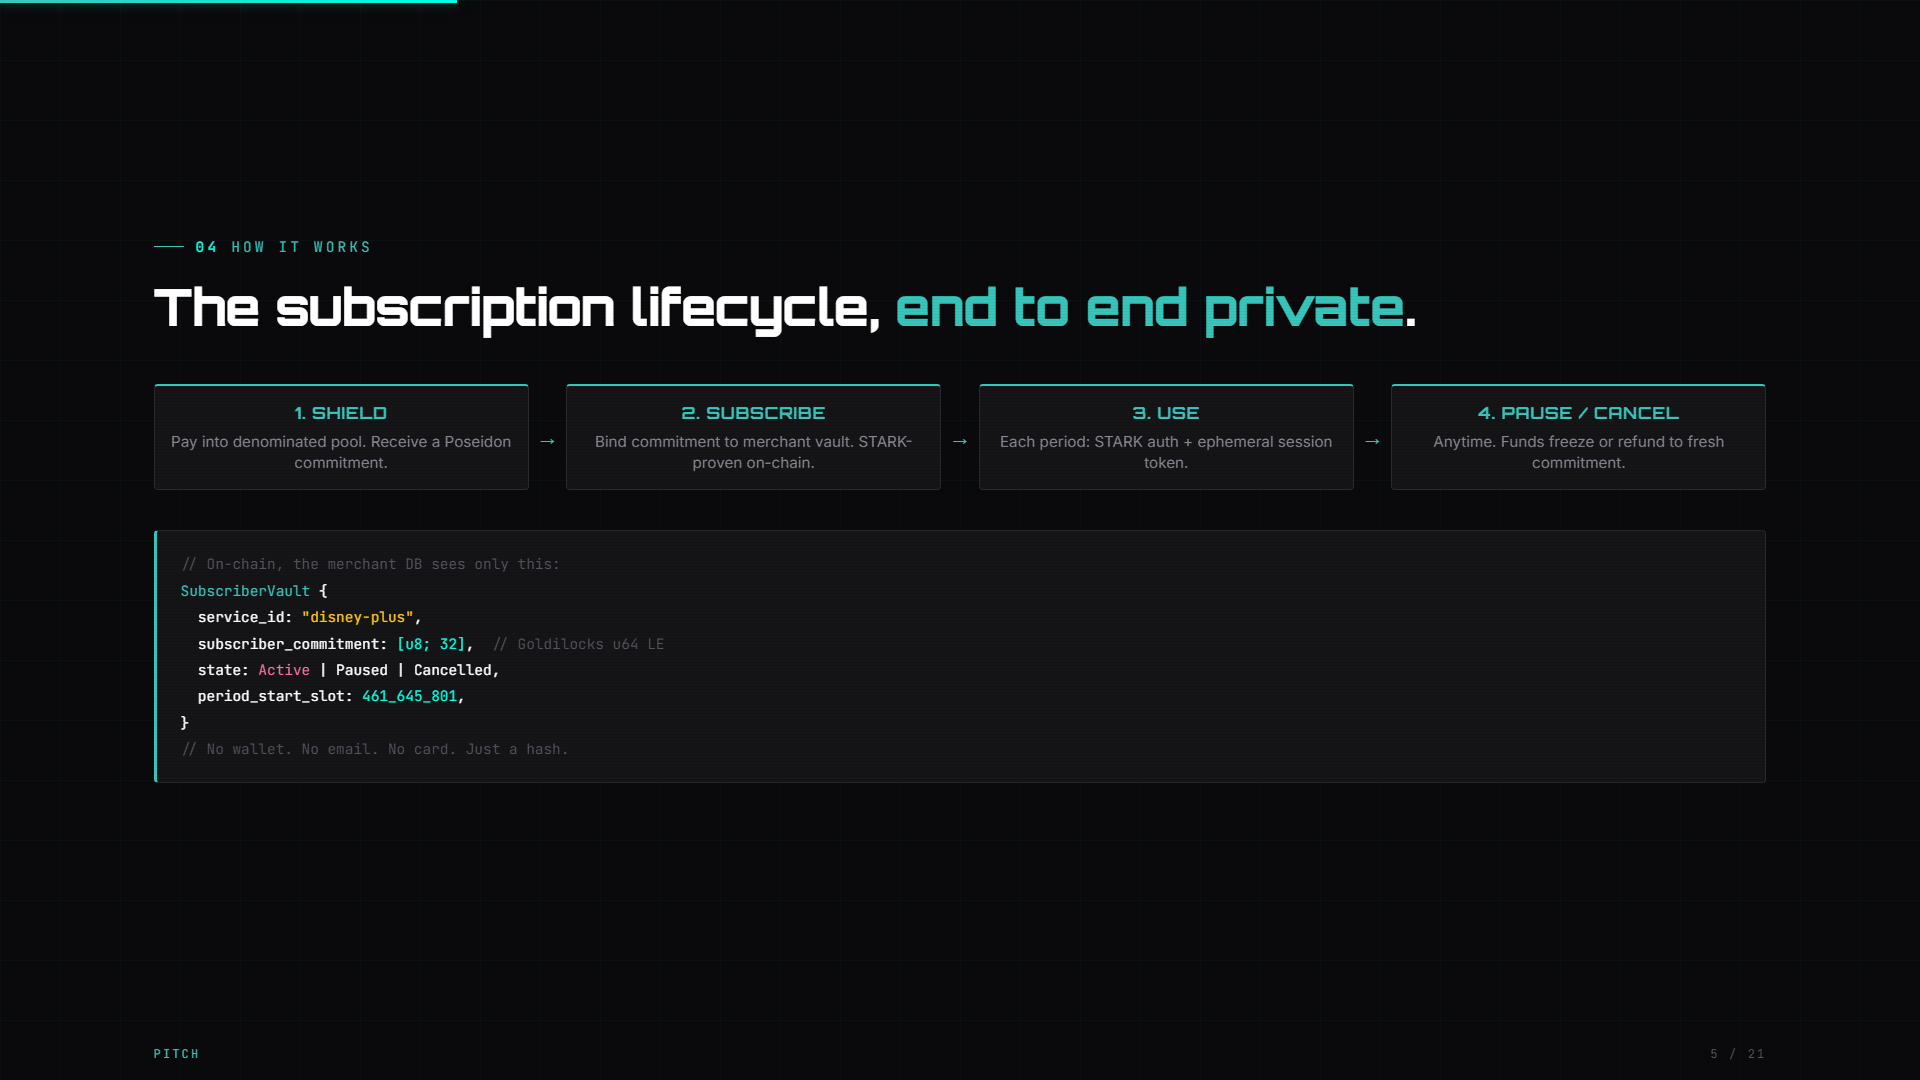 04 HOW IT WORKS
The subscription lifecycle, end to end private.
1. SHIELD
Pay into denominated pool. Receive a Poseidon
commitment.
→
2. SUBSCRIBE
Bind commitment to merchant vault. STARK-
proven on-chain.
→
3. USE
Each period: STARK auth + ephemeral session
token.
→
4. PAUSE / CANCEL
Anytime. Funds freeze or refund to fresh
commitment.
// On-chain, the merchant DB sees only this:
SubscriberVault {
  service_id: "disney-plus",
  subscriber_commitment: [u8; 32],  // Goldilocks u64 LE
  state: Active | Paused | Cancelled,
  period_start_slot: 461_645_801,
}
// No wallet. No email. No card. Just a hash.
PITCH
5 / 21